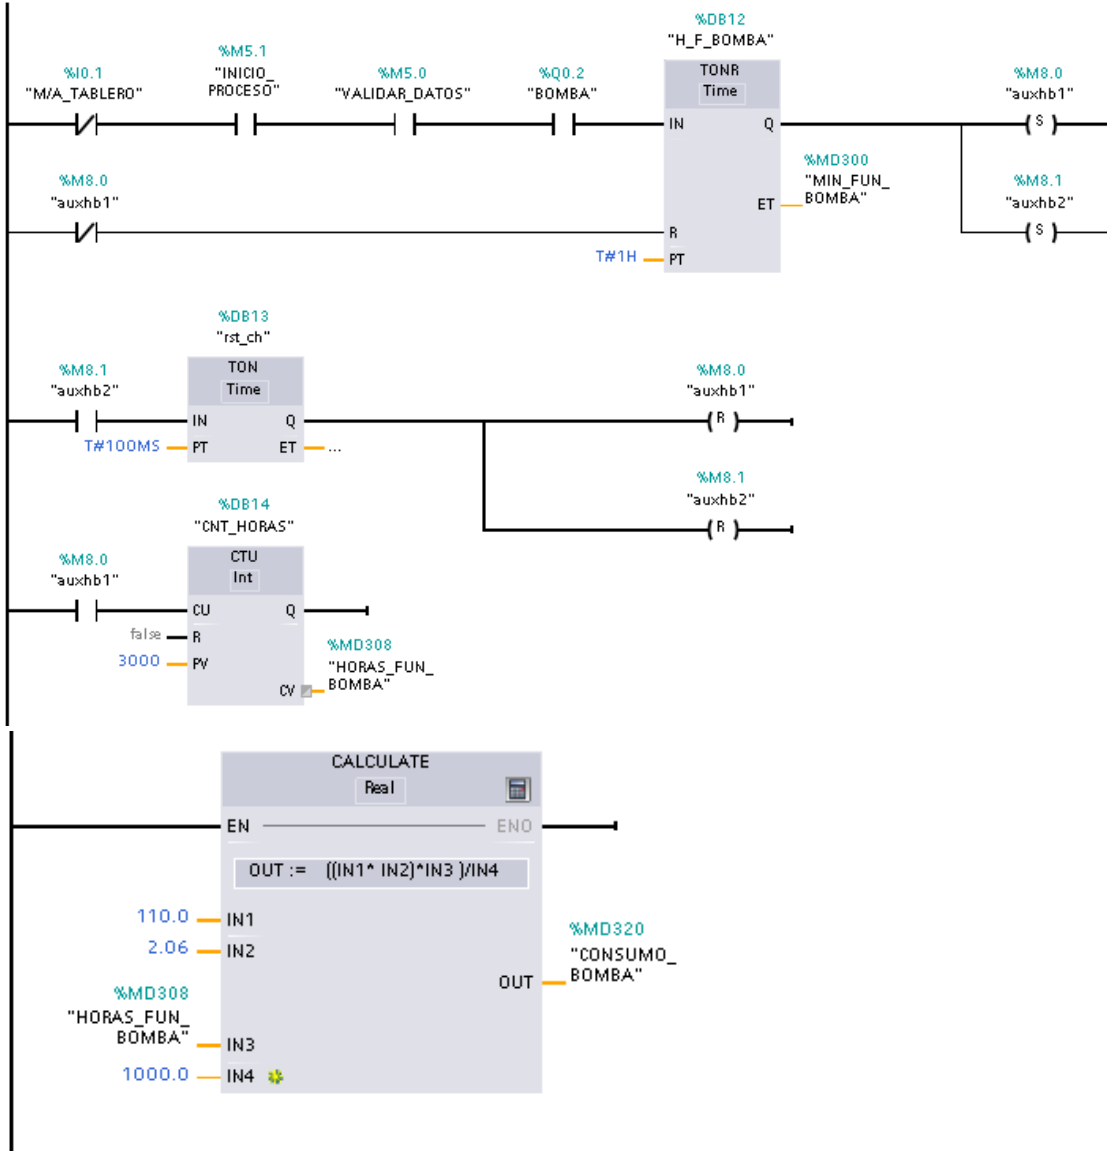 %DB12
"H_F_BOMBA"
%M5.1
"INICIO_
PROCESO"
%I0.1
"M/A_TABLERO"
%M5.0
"VALIDAR_DATOS"
%Q0.2
"BOMBA"
TONR
Time
%M8.0
"auxhb1"
S
IN
Q
%MD300
"MIN_FUN_
BOMBA"
ET
%M8.1
"auxhb2"
S
%M8.0
"auxhb1"
R
T#1H
PT
%DB13
"rst_ch"
TON
Time
%M8.1
"auxhb2"
IN
Q
T#100MS
PT
ET
...
%M8.0
"auxhb1"
R
%M8.1
"auxhb2"
R
%DB14
"CNT_HORAS"
CTU
Int
%M8.0
"auxhb1"
CU
Q
false
R
3000
PV
%MD308
"HORAS_FUN_
BOMBA"
CV
CALCULATE
Real
EN
ENO
OUT := ((IN1* IN2)*IN3 )/IN4
110.0
IN1
2.06
IN2
%MD320
"CONSUMO_
BOMBA"
OUT
%MD308
"HORAS_FUN_
BOMBA"
IN3
1000.0
IN4